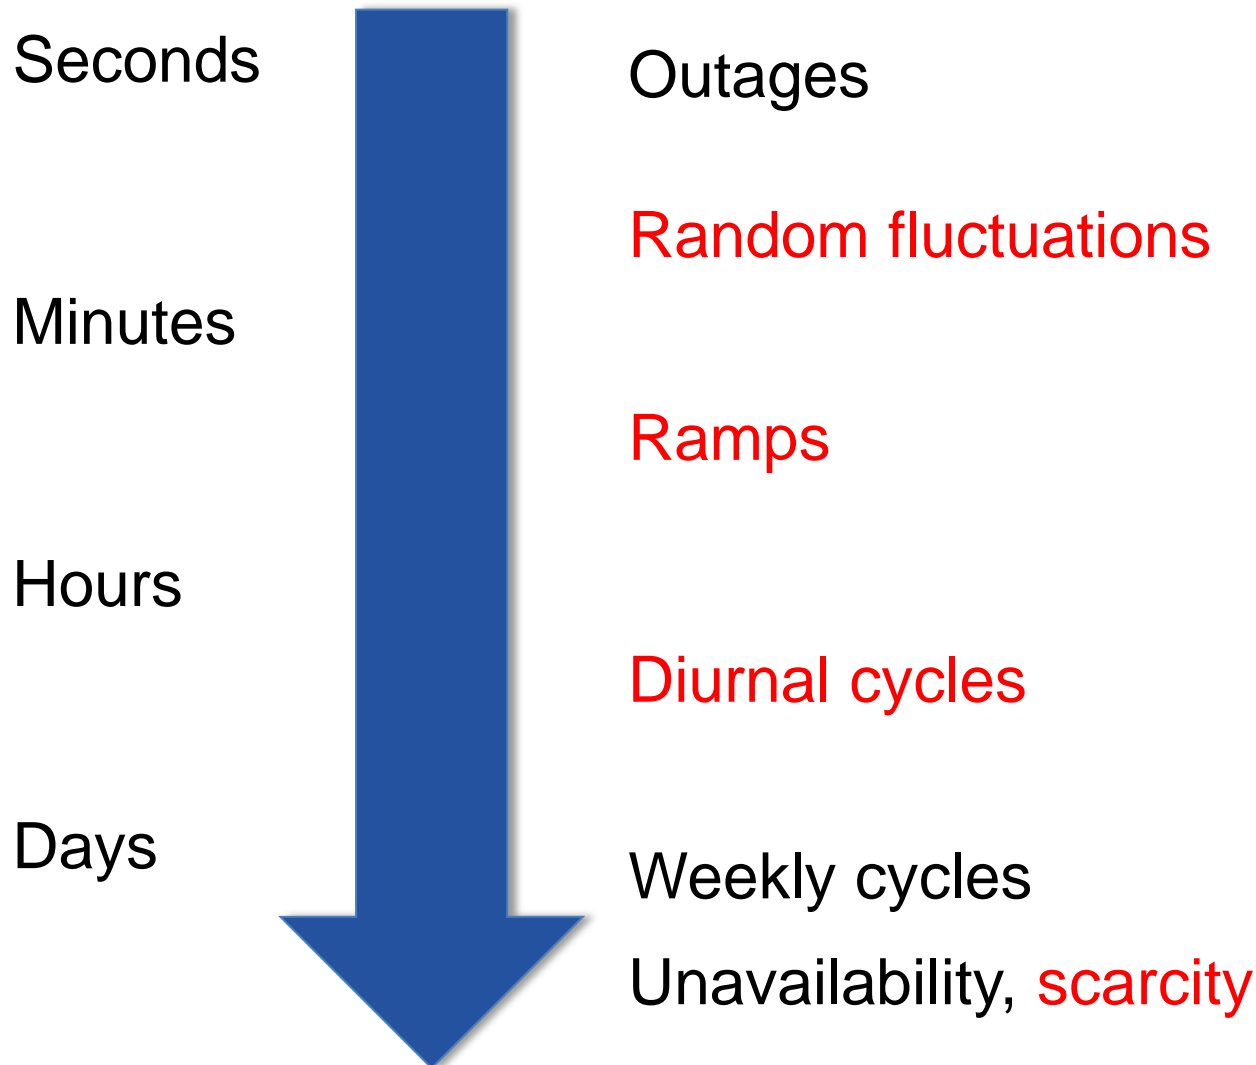 Seconds
Outages
Random fluctuations
Minutes
Ramps
Hours
Diurnal cycles
Days
Weekly cycles
Unavailability, scarcity